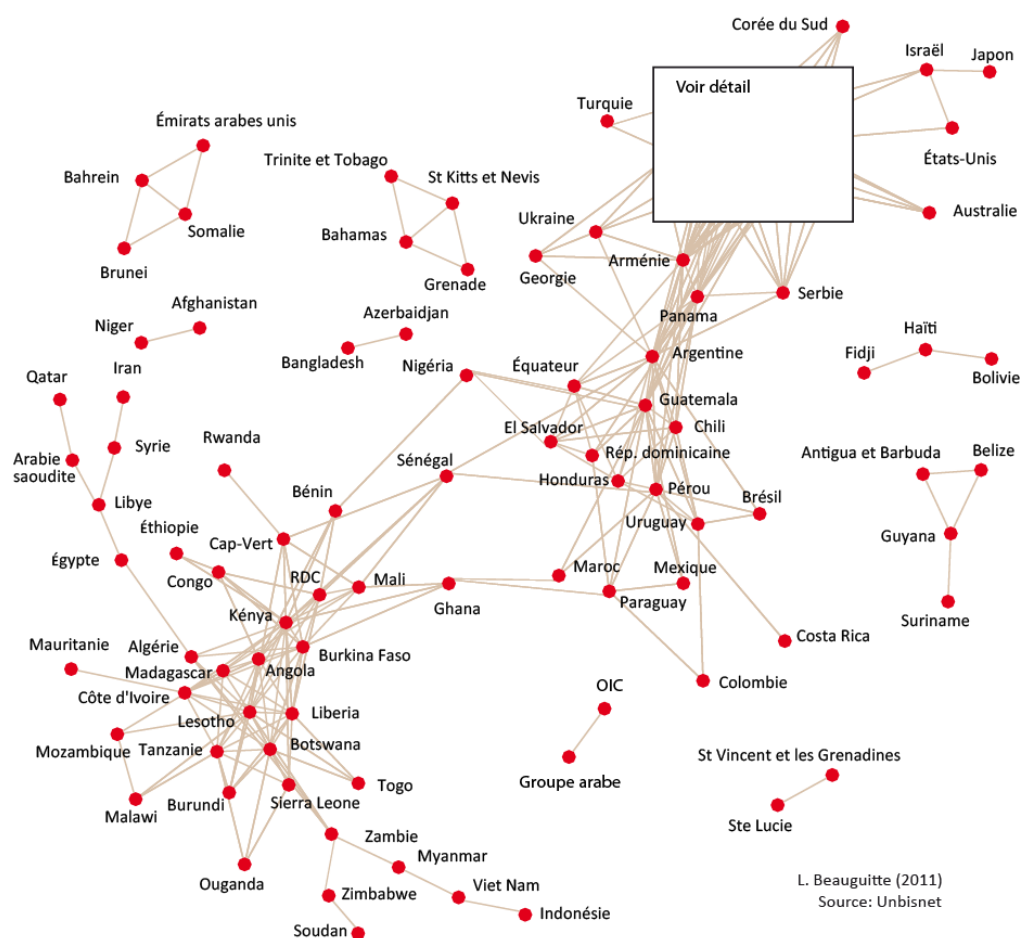 Corée du Sud
Israël
Japon
Voir détail
Turquie
Émirats arabes unis
États-Unis
Trinite et Tobago
Bahrein
St Kitts et Nevis
Australie
Ukraine
Somalie
Bahamas
Arménie
Brunei
Georgie
Grenade
Serbie
Afghanistan
Azerbaidjan
Panama
Niger
Haïti
Argentine
Bangladesh
Fidji
Iran
Nigéria
Équateur
Bolivie
Qatar
Guatemala
El Salvador
Chili
Rwanda
Syrie
Rép. dominicaine
Antigua et Barbuda
Belize
Arabie
saoudite
Sénégal
Honduras
Pérou
Bénin
Brésil
Libye
Uruguay
Éthiopie
Cap-Vert
Guyana
Égypte
Maroc
Mexique
Congo
RDC
Mali
Ghana
Paraguay
Kénya
Suriname
Costa Rica
Mauritanie
Algérie
Burkina Faso
Madagascar
Angola
Colombie
OIC
Côte d'Ivoire
Lesotho
Liberia
Mozambique
Tanzanie
Botswana
St Vincent et les Grenadines
Groupe arabe
Togo
Malawi
Burundi
Sierra Leone
Ste Lucie
Zambie
Myanmar
Ouganda
Zimbabwe
Viet Nam
Indonésie
Soudan
L. Beauguitte (2011)
Source: Unbisnet